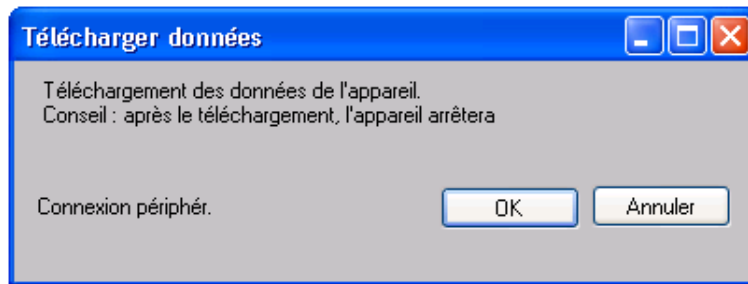 Télécharger données
Téléchargement des données de l'appareil.
Conseil : après le téléchargement, l'appareil arrêtera
Connexion périphér.
OK
Annuler